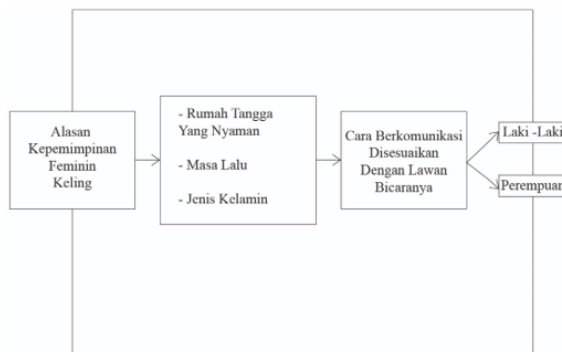 Alasan
Kepemimpinan
Feminin
Keling
- Rumah Tangga
Yang Nyaman
- Masa Lalu
- Jenis Kelamin
Cara Berkomunikasi
Disesuaikan
Dengan Lawan
Bicaranya
Laki -Laki
Perempuan